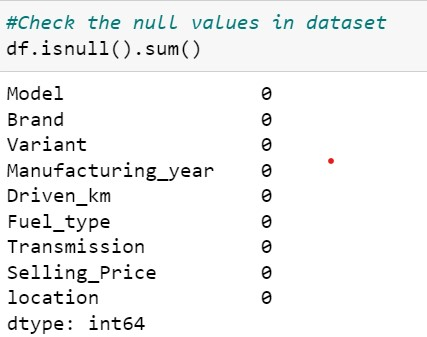 #Check the null values in dataset
df.isnull().sum()
Model 0
Brand 0
Variant 0
Manufacturing_year 0
Driven_km 0
Fuel_type 0
Transmission 0
Selling_Price 0
location 0
dtype: int64